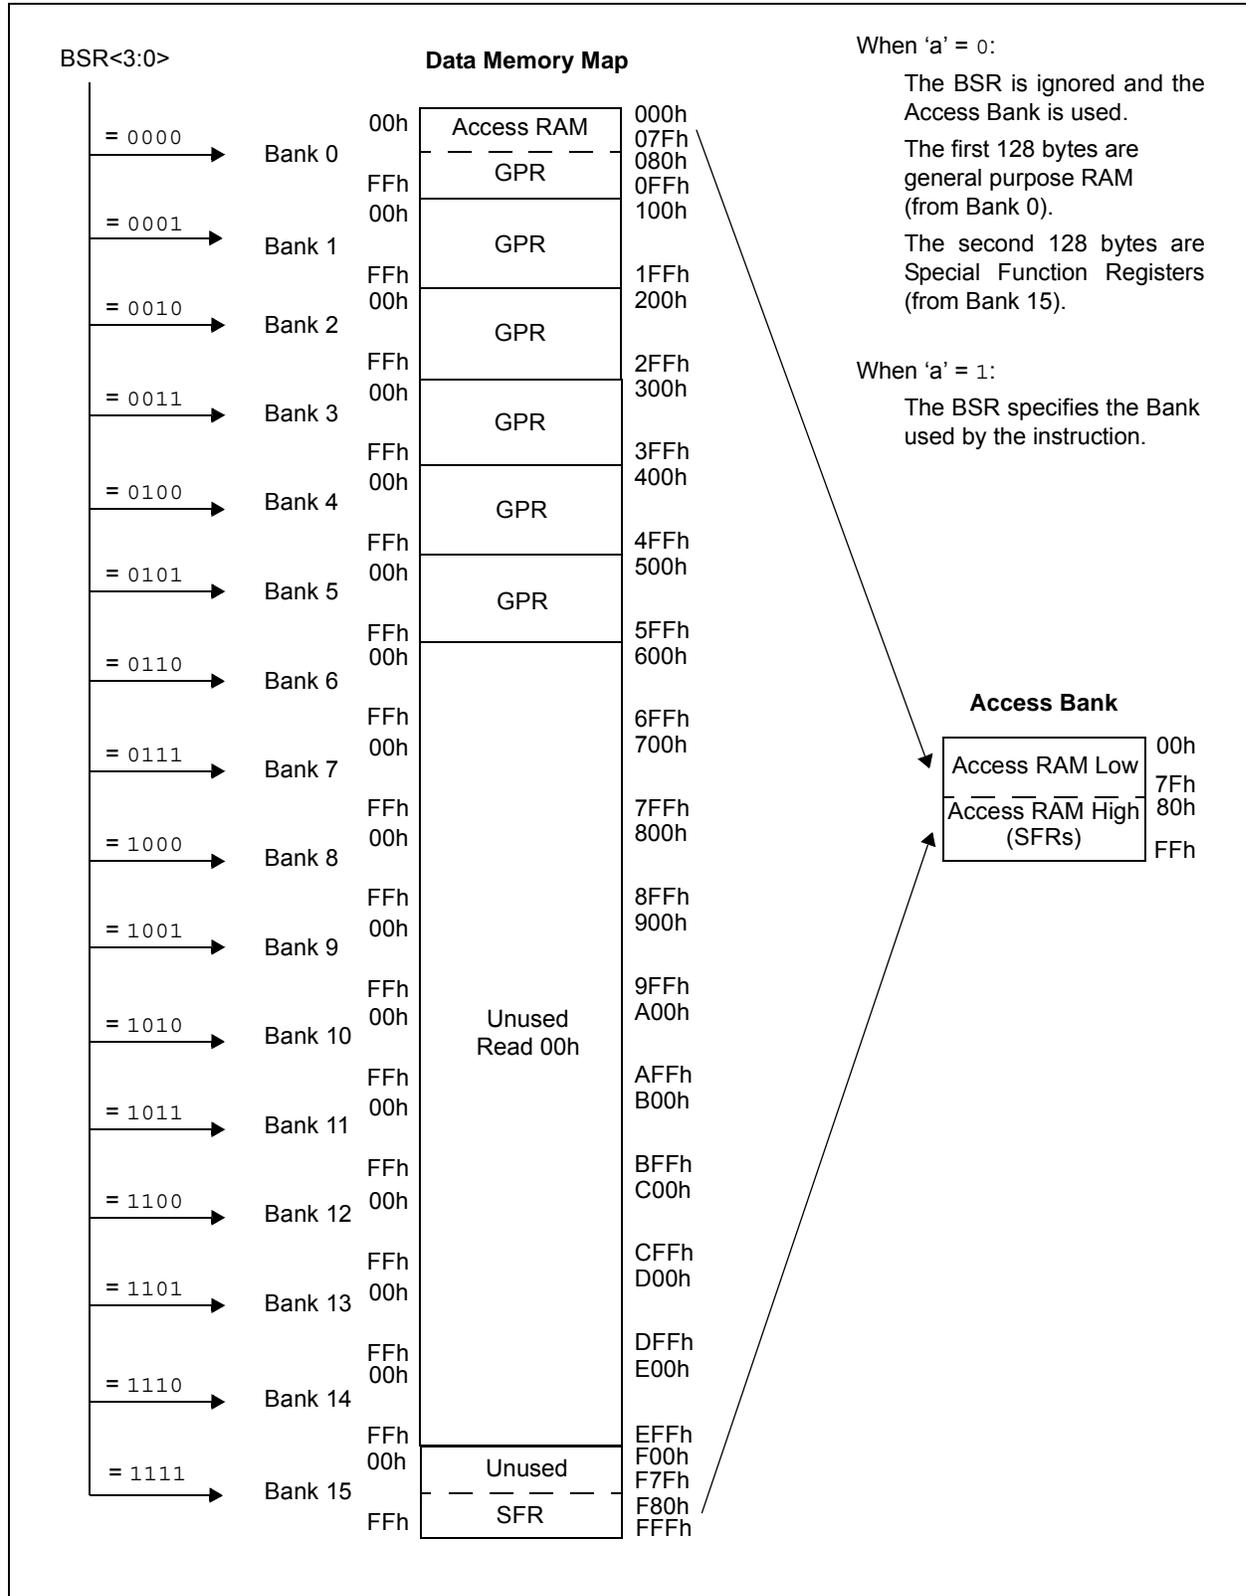 BSR<3:0>
Data Memory Map
When ‘a’ = 0:
The BSR is ignored and the
Access Bank is used.
The first 128 bytes are
general purpose RAM
(from Bank 0).
The second 128 bytes are
Special Function Registers
(from Bank 15).
When ‘a’ = 1:
The BSR specifies the Bank
used by the instruction.
= 0000
Bank 0
00h
FFh
Access RAM
GPR
000h
07Fh
080h
0FFh
= 0001
Bank 1
00h
FFh
GPR
100h
1FFh
= 0010
Bank 2
00h
FFh
GPR
200h
2FFh
= 0011
Bank 3
00h
FFh
GPR
300h
3FFh
= 0100
Bank 4
00h
FFh
GPR
400h
4FFh
= 0101
Bank 5
00h
FFh
GPR
500h
5FFh
= 0110
Bank 6
00h
FFh
600h
6FFh
= 0111
Bank 7
00h
FFh
700h
7FFh
= 1000
Bank 8
00h
FFh
800h
8FFh
= 1001
Bank 9
00h
FFh
900h
9FFh
= 1010
Bank 10
00h
FFh
Unused
Read 00h
A00h
AFFh
= 1011
Bank 11
00h
FFh
B00h
BFFh
= 1100
Bank 12
00h
FFh
C00h
CFFh
= 1101
Bank 13
00h
FFh
D00h
DFFh
= 1110
Bank 14
00h
FFh
E00h
EFFh
= 1111
Bank 15
00h
FFh
Unused
SFR
F00h
F7Fh
F80h
FFFh
Access Bank
Access RAM Low
Access RAM High
(SFRs)
00h
7Fh
80h
FFh